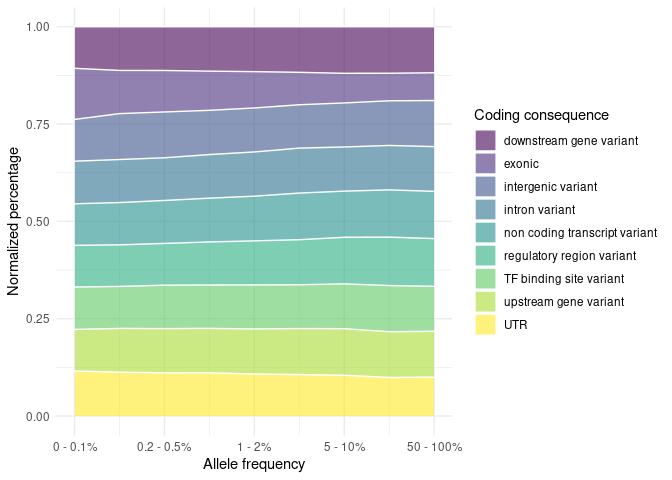 1.00
0.75
0.50
0.25
0.00
Normalized percentage
0 - 0.1%
0.2 - 0.5%
1 - 2%
5 - 10%
50 - 100%
Allele frequency
Coding consequence
downstream gene variant
exonic
intergenic variant
intron variant
non coding transcript variant
regulatory region variant
TF binding site variant
upstream gene variant
UTR